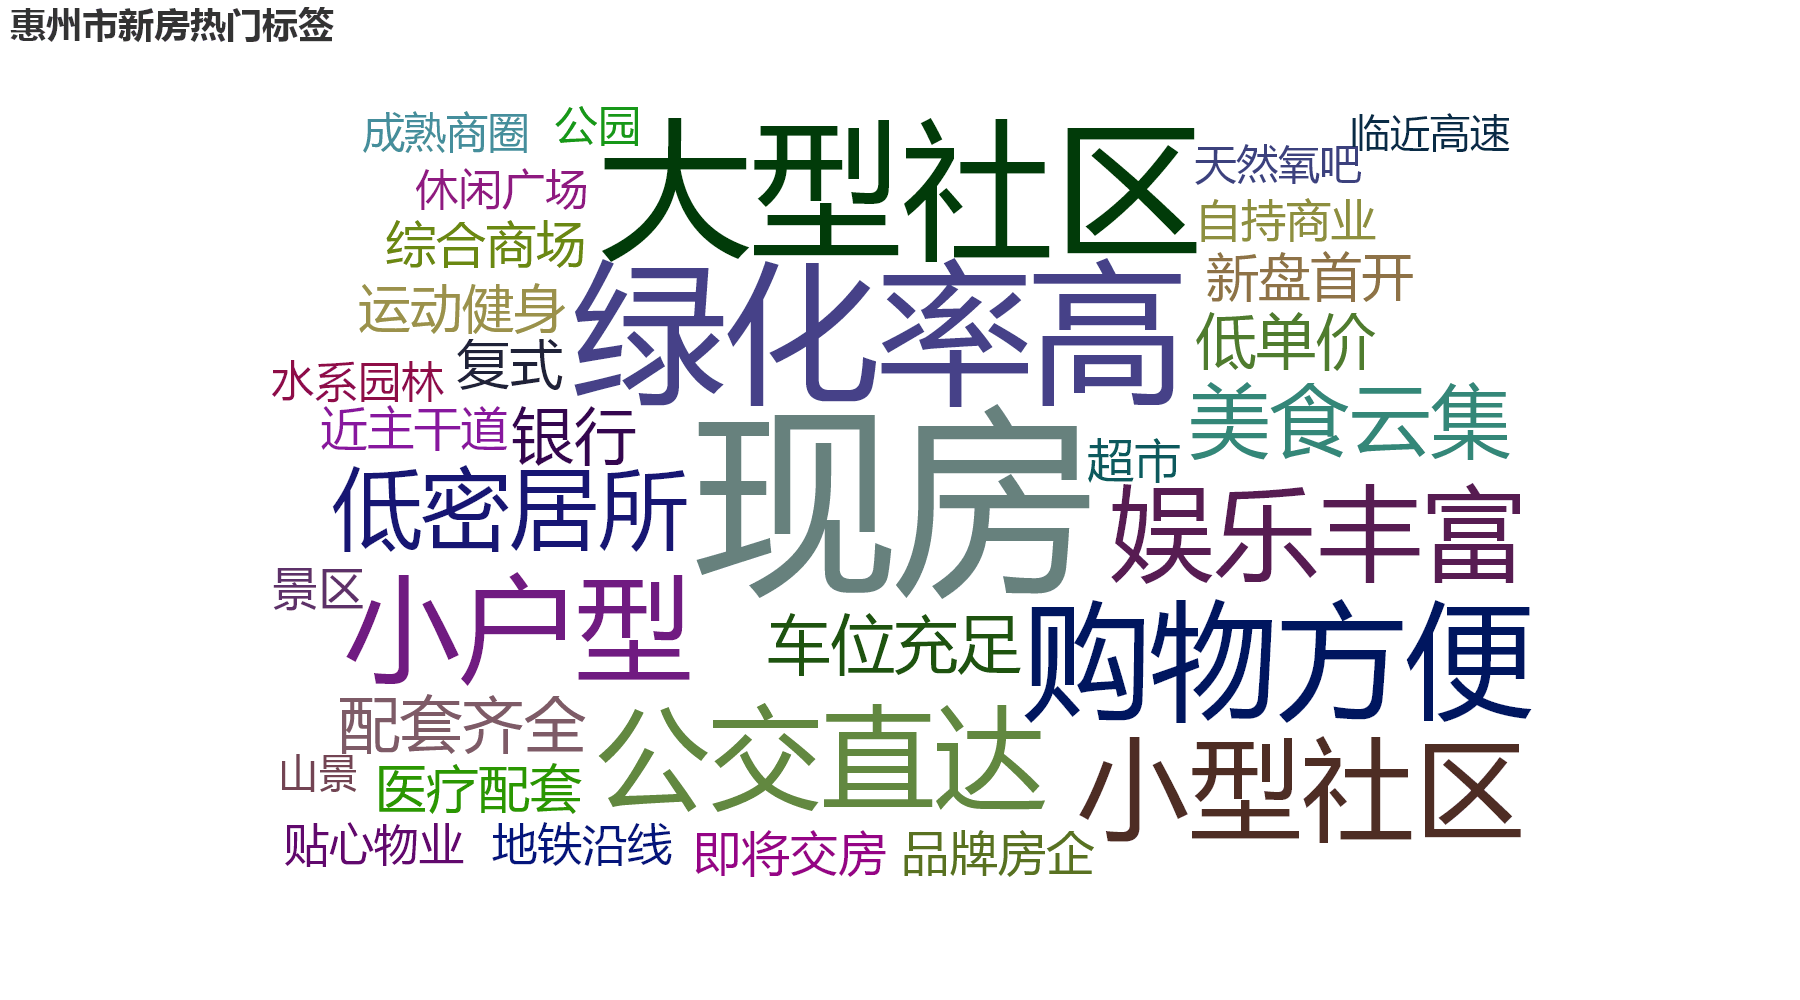 惠州市新房热门标签
成熟商圈
公园
大型社区
临近高速
天然氧吧
休闲广场
自持商业
综合商场
绿化率高
新盘首开
运动健身
低单价
复式
水系园林
美食云集
近主干道
银行
现房
超市
低密居所
娱乐丰富
景区
小户型
车位充足
购物方便
配套齐全
公交直达
小型社区
山景
医疗配套
贴心物业
地铁沿线
即将交房
品牌房企